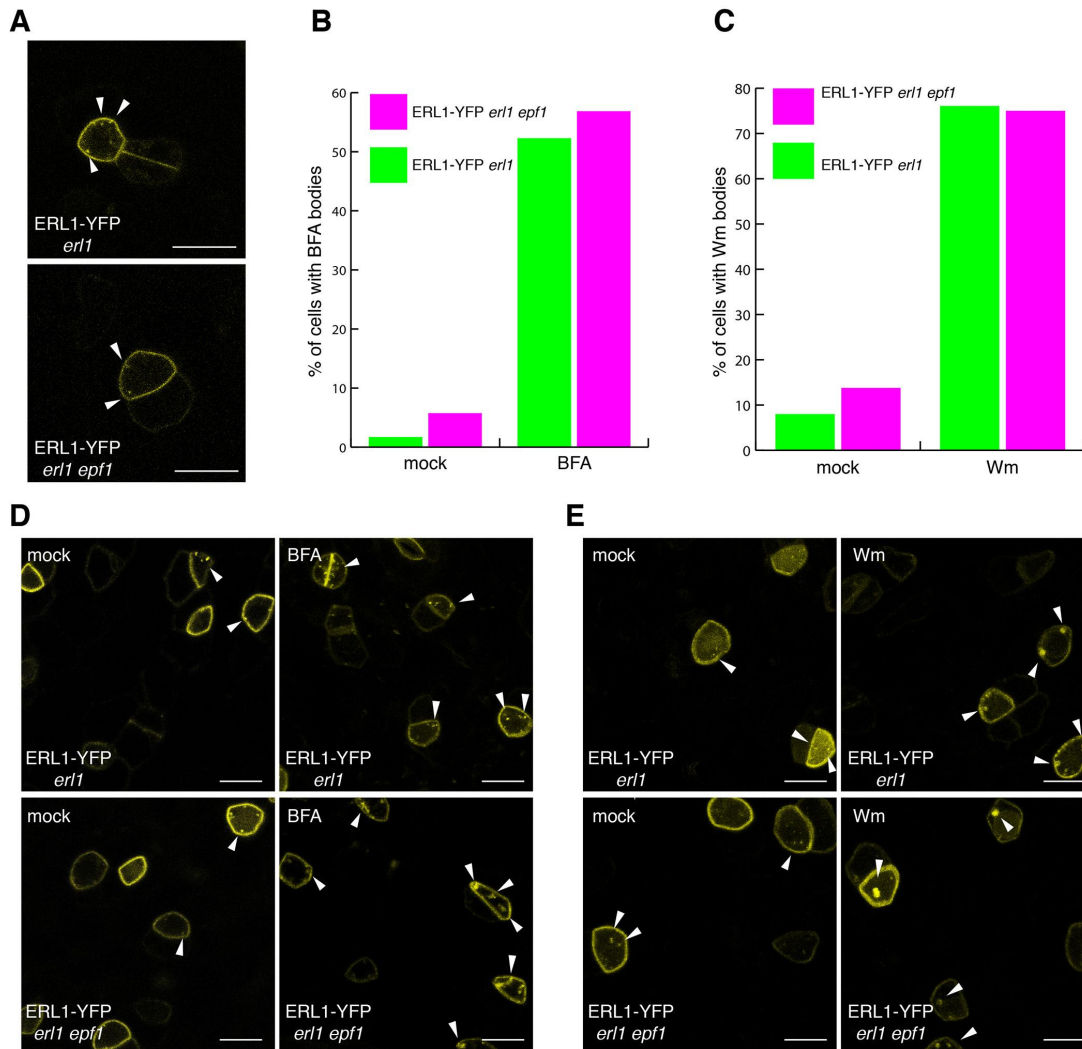 A
ERL1-YFP
erl1
ERL1-YFP
erl1 epf1
B
% of cells with BFA bodies
60
50
40
30
20
10
0
ERL1-YFP erl1 epf1
ERL1-YFP erl1
mock
BFA
C
% of cells with Wm bodies
80
70
60
50
40
30
20
10
0
ERL1-YFP erl1 epf1
ERL1-YFP erl1
mock
Wm
D
mock
ERL1-YFP
erl1
BFA
ERL1-YFP
erl1
mock
ERL1-YFP
erl1 epf1
BFA
ERL1-YFP
erl1 epf1
E
mock
ERL1-YFP
erl1
Wm
ERL1-YFP
erl1
mock
ERL1-YFP
erl1 epf1
Wm
ERL1-YFP
erl1 epf1